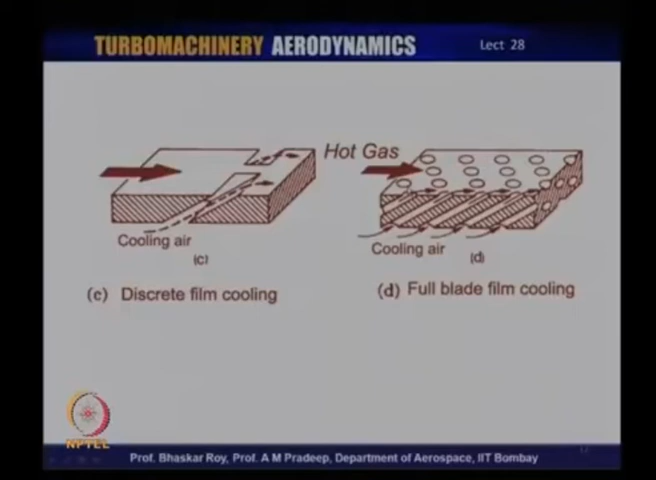 TURBOMACHINERY AERODYNAMICS Lect 28
Hot Gas
Cooling air
(c)
Cooling air
(d)
(c) Discrete film cooling
(d) Full blade film cooling
NPTEL
Prof. Bhaskar Roy, Prof. A M Pradeep, Department of Aerospace, IIT Bombay